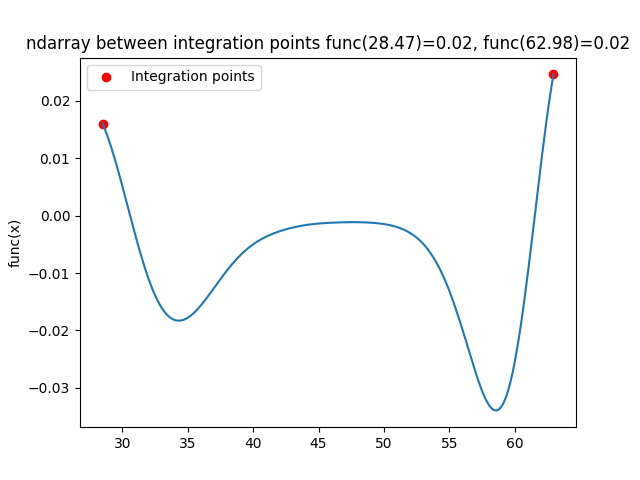 ndarray between integration points func(28.47)=0.02, func(62.98)=0.02
Integration points
func(x)
0.02
0.01
0.00
−0.01
−0.02
−0.03
30 35 40 45 50 55 60